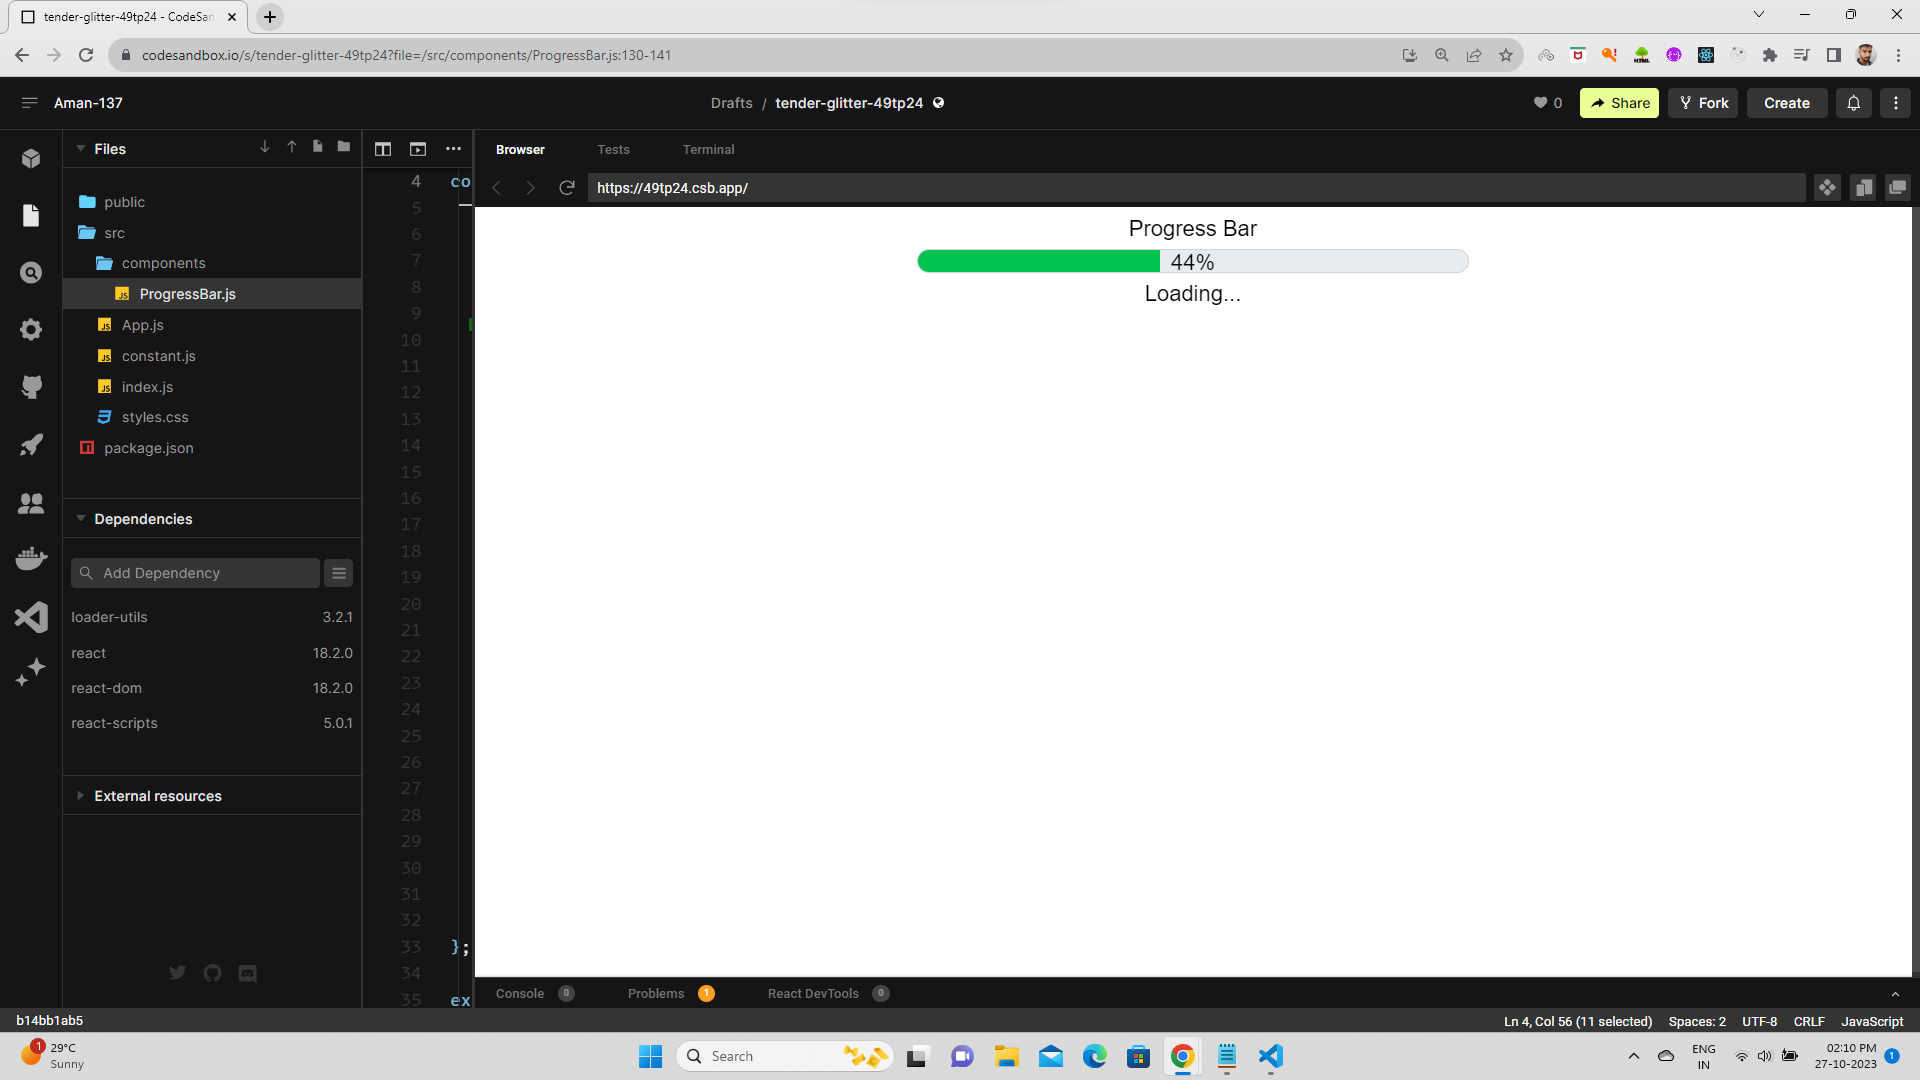 tender-glitter-49tp24 - CodeSan
codesandbox.io/s/tender-glitter-49tp24?file=/src/components/ProgressBar.js:130-141
Aman-137
Drafts / tender-glitter-49tp24
0
Share
Fork
Create
Files
Browser
Tests
Terminal
https://49tp24.csb.app/
public
src
components
ProgressBar.js
App.js
constant.js
index.js
styles.css
package.json
Dependencies
Add Dependency
loader-utils 3.2.1
react 18.2.0
react-dom 18.2.0
react-scripts 5.0.1
External resources
4 co
5
6
7
8
9
10
11
12
13
14
15
16
17
18
19
20
21
22
23
24
25
26
27
28
29
30
31
32
33 };
34
35 ex
Progress Bar
44%
Loading...
Console 0
Problems 1
React DevTools 0
b14bb1ab5
Ln 4, Col 56 (11 selected)
Spaces: 2
UTF-8
CRLF
JavaScript
1
29°C
Sunny
Search
ENG
IN
02:10 PM
27-10-2023
1